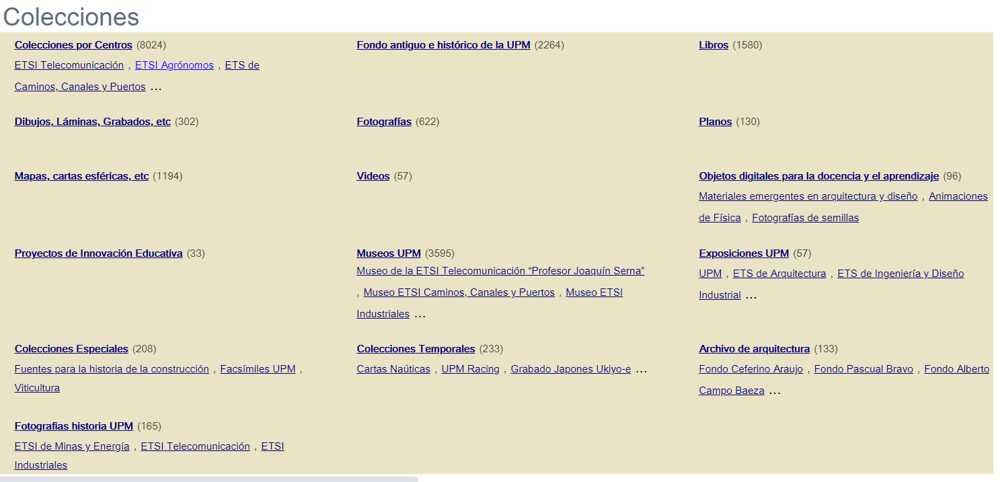 Colecciones
Colecciones por Centros (8024)
ETSI Telecomunicación , ETSI Agrónomos , ETS de
Caminos, Canales y Puertos ...
Fondo antiguo e histórico de la UPM (2264)
Libros (1580)
Dibujos, Láminas, Grabados, etc (302)
Fotografías (622)
Planos (130)
Mapas, cartas esféricas, etc (1194)
Videos (57)
Objetos digitales para la docencia y el aprendizaje (96)
Materiales emergentes en arquitectura y diseño , Animaciones
de Física , Fotografías de semillas
Proyectos de Innovación Educativa (33)
Museos UPM (3595)
Museo de la ETSI Telecomunicación “Profesor Joaquín Serna”
, Museo ETSI Caminos, Canales y Puertos , Museo ETSI
Industriales ...
Exposiciones UPM (57)
UPM , ETS de Arquitectura , ETS de Ingeniería y Diseño
Industrial ...
Colecciones Especiales (208)
Fuentes para la historia de la construcción , Facsímiles UPM ,
Viticultura
Colecciones Temporales (233)
Cartas Naúticas , UPM Racing , Grabado Japones Ukiyo-e ...
Archivo de arquitectura (133)
Fondo Ceferino Araujo , Fondo Pascual Bravo , Fondo Alberto
Campo Baeza ...
Fotografias historia UPM (165)
ETSI de Minas y Energía , ETSI Telecomunicación , ETSI
Industriales